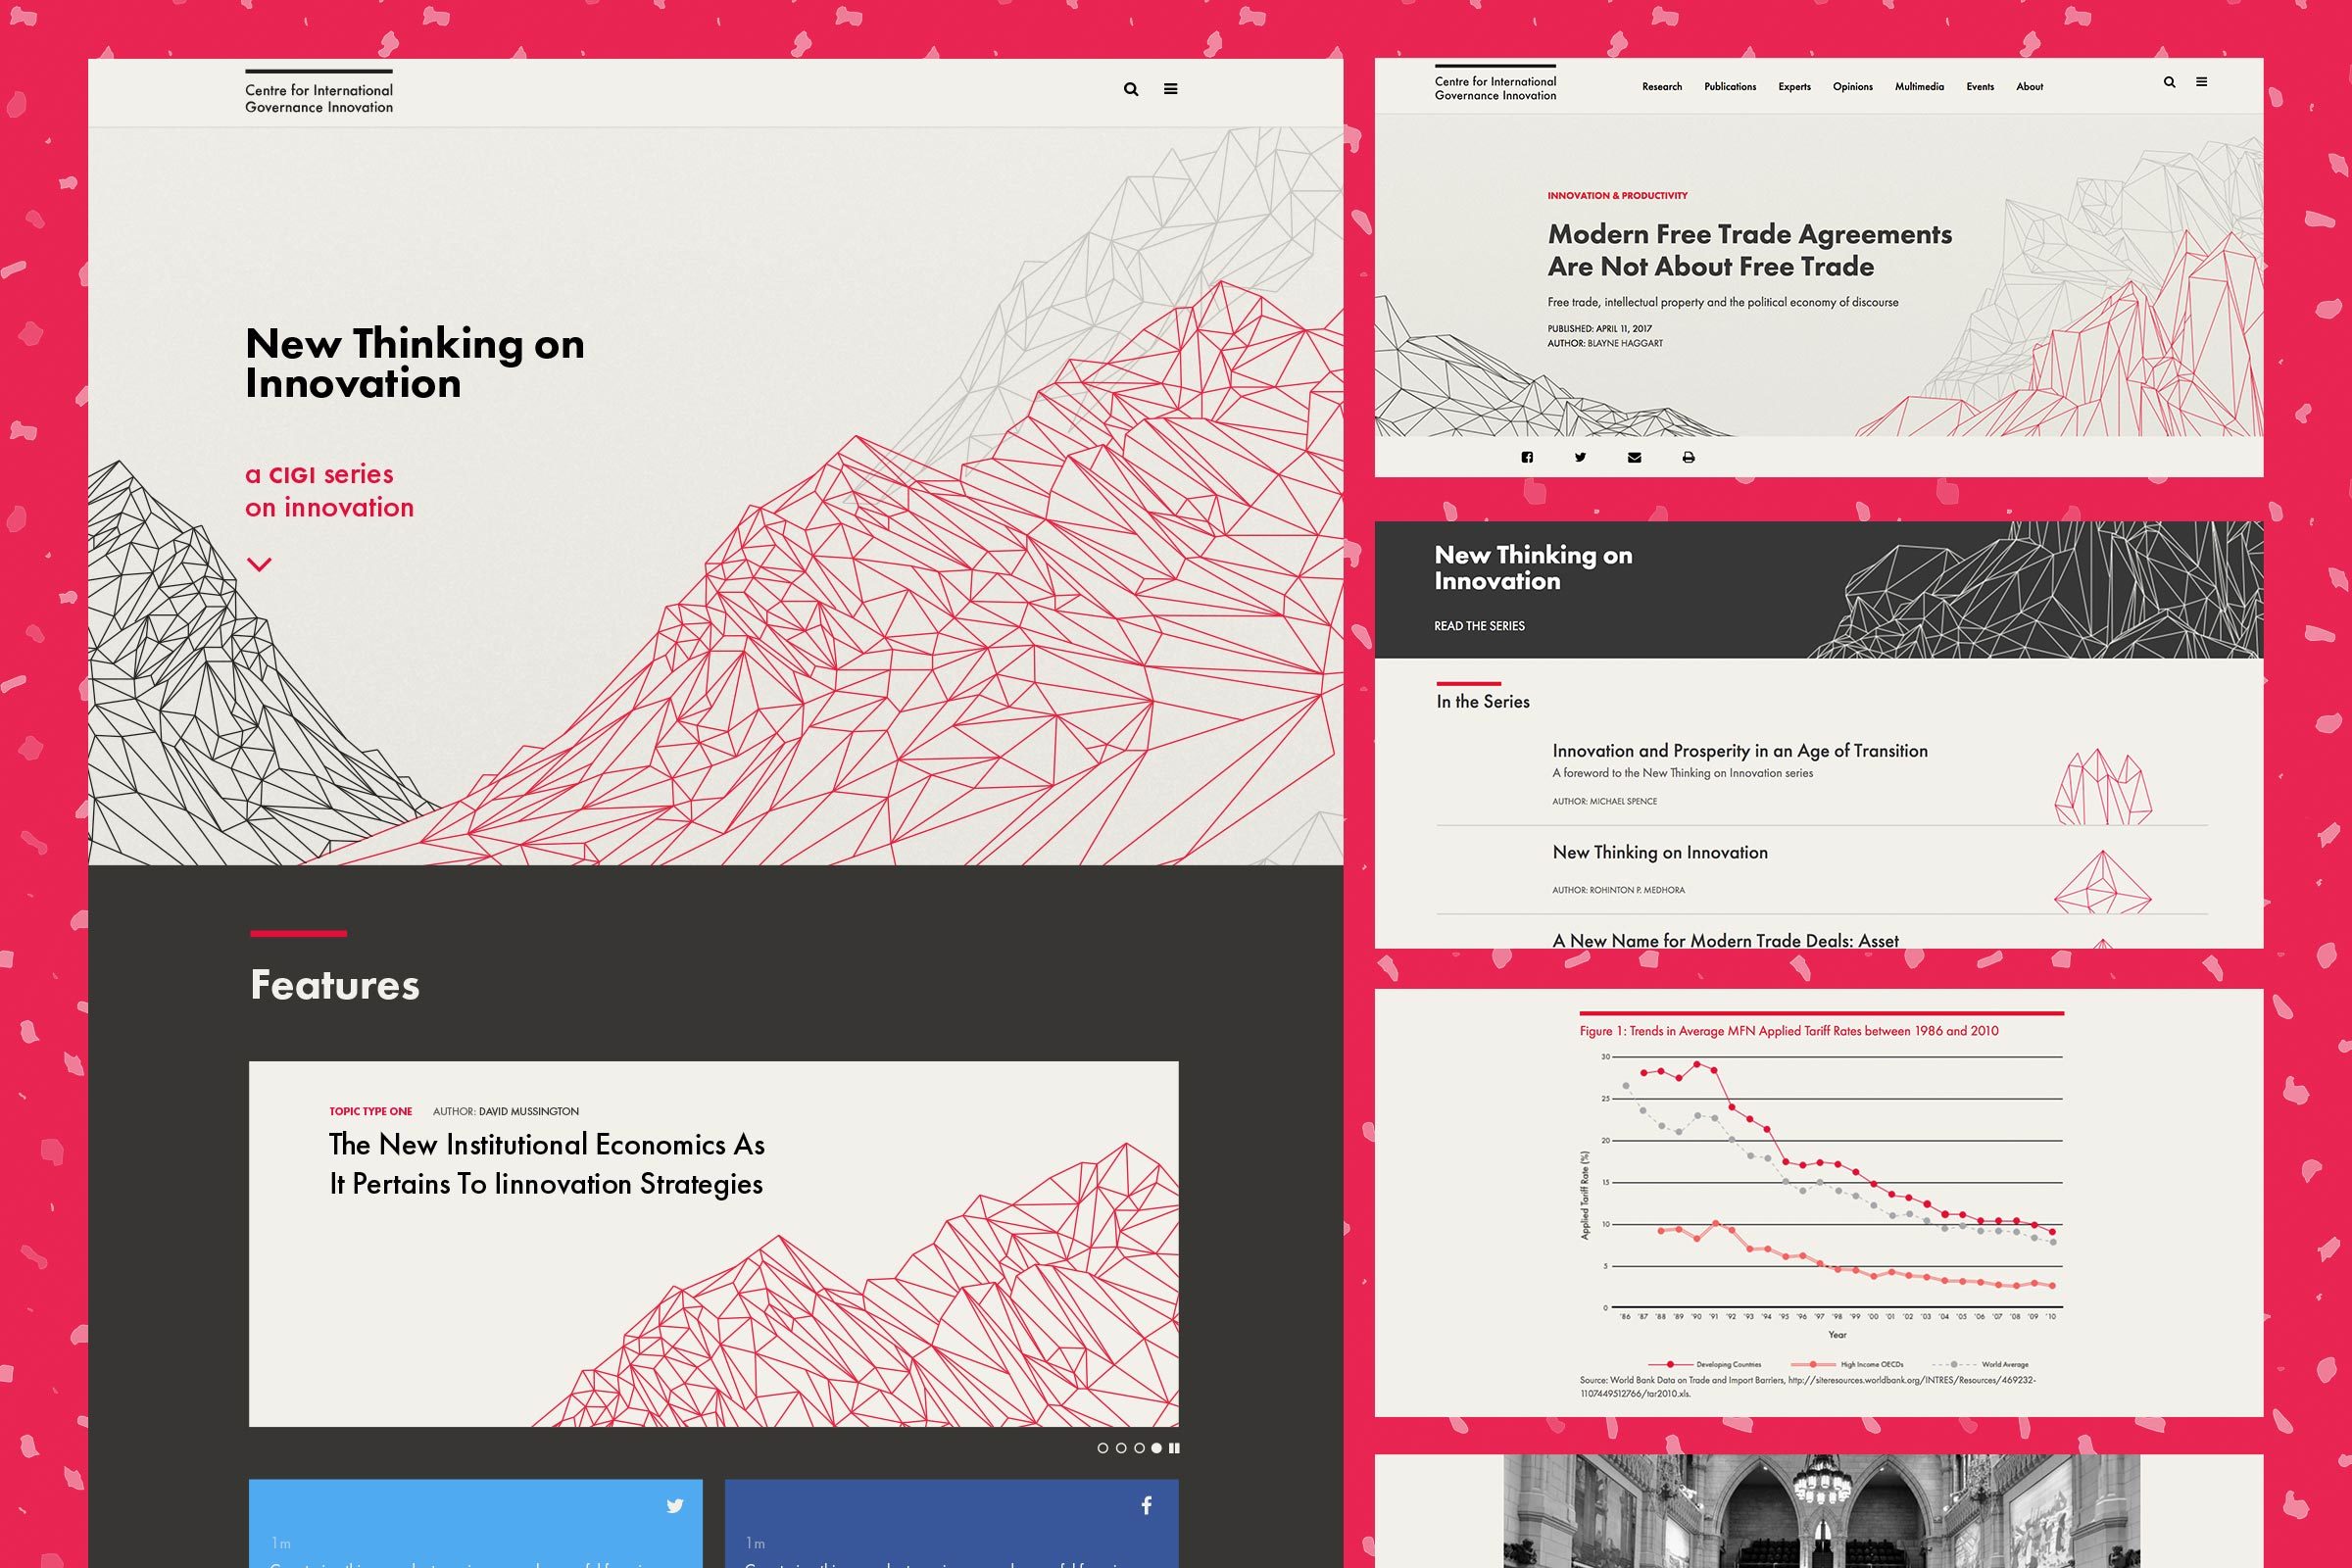 Centre for International
Governance Innovation
New Thinking on
Innovation
a CIGI series
on innovation
Features
TOPIC TYPE ONE AUTHOR: DAVID MUSSINGTON
The New Institutional Economics As
It Pertains To Iinnovation Strategies
1m
1m
Centre for International
Governance Innovation
Research Publications Experts Opinions Multimedia Events About
INNOVATION & PRODUCTIVITY
Modern Free Trade Agreements
Are Not About Free Trade
Free trade, intellectual property and the political economy of discourse
PUBLISHED: APRIL 11, 2017
AUTHOR: BLAYNE HAGGART
New Thinking on
Innovation
READ THE SERIES
In the Series
Innovation and Prosperity in an Age of Transition
A foreword to the New Thinking on Innovation series
AUTHOR: MICHAEL SPENCE
New Thinking on Innovation
AUTHOR: ROHINTON P. MEDHORA
A New Name for Modern Trade Deals: Asset
Figure 1: Trends in Average MFN Applied Tariff Rates between 1986 and 2010
Applied Tariff Rate (%)
30
25
20
15
10
5
0
'86 '87 '88 '89 '90 '91 '92 '93 '94 '95 '96 '97 '98 '99 '00 '01 '02 '03 '04 '05 '06 '07 '08 '09 '10
Year
Developing Countries High Income OECDs World Average
Source: World Bank Data on Trade and Import Barriers, http://siteresources.worldbank.org/INTRES/Resources/469232-
1107449512766/tar2010.xls.